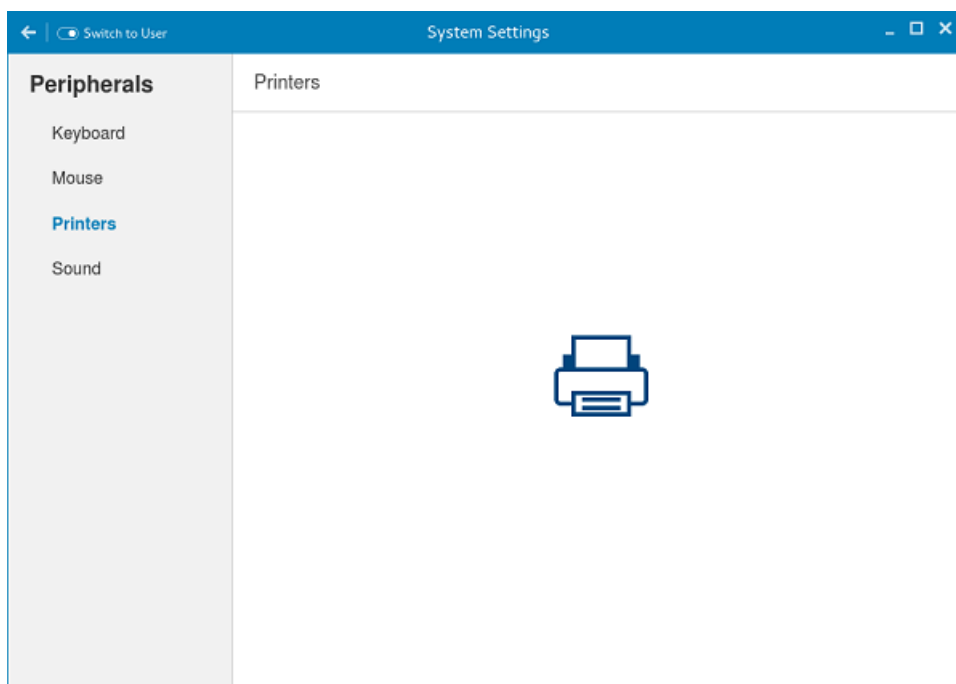 Switch to User
System Settings
Peripherals
Printers
Keyboard
Mouse
Printers
Sound